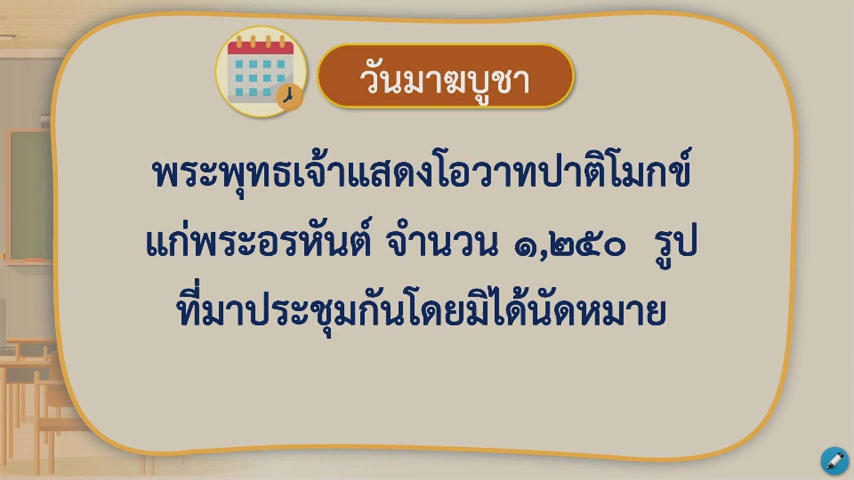 วันมาฆบูชา
พระพุทธเจ้าแสดงโอวาทปาติโมกข์
แก่พระอรหันต์ จำนวน ๑,๒๕๐ รูป
ที่มาประชุมกันโดยมิได้นัดหมาย